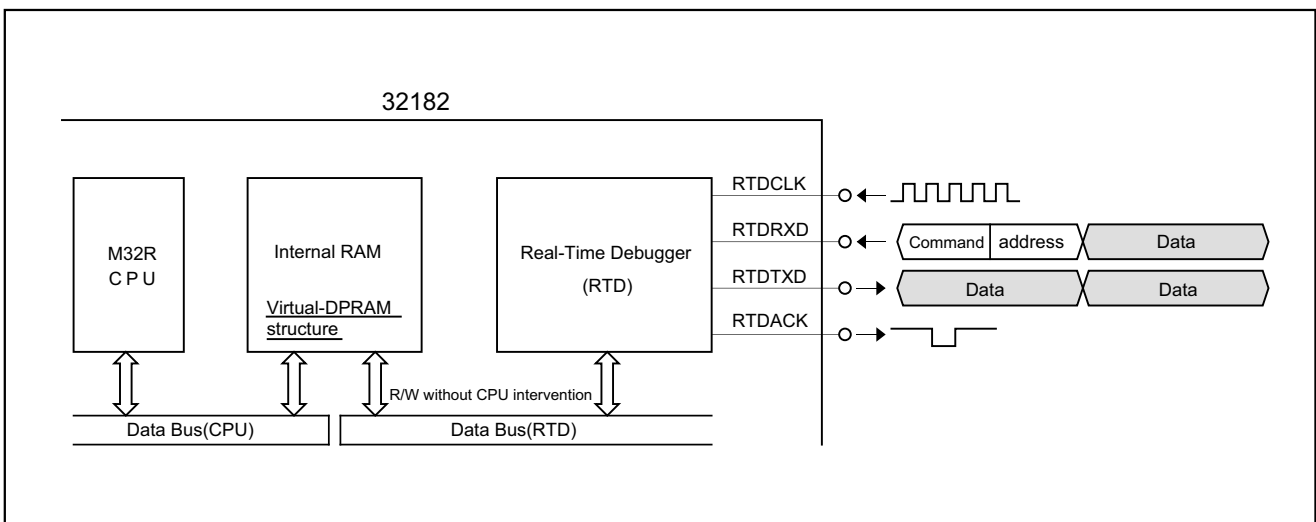 32182
M32R
C P U
Internal RAM
Virtual-DPRAM
structure
Real-Time Debugger
(RTD)
RTDCLK
RTDRXD
RTDTXD
RTDACK
Command
address
Data
Data
Data
R/W without CPU intervention
Data Bus(CPU)
Data Bus(RTD)